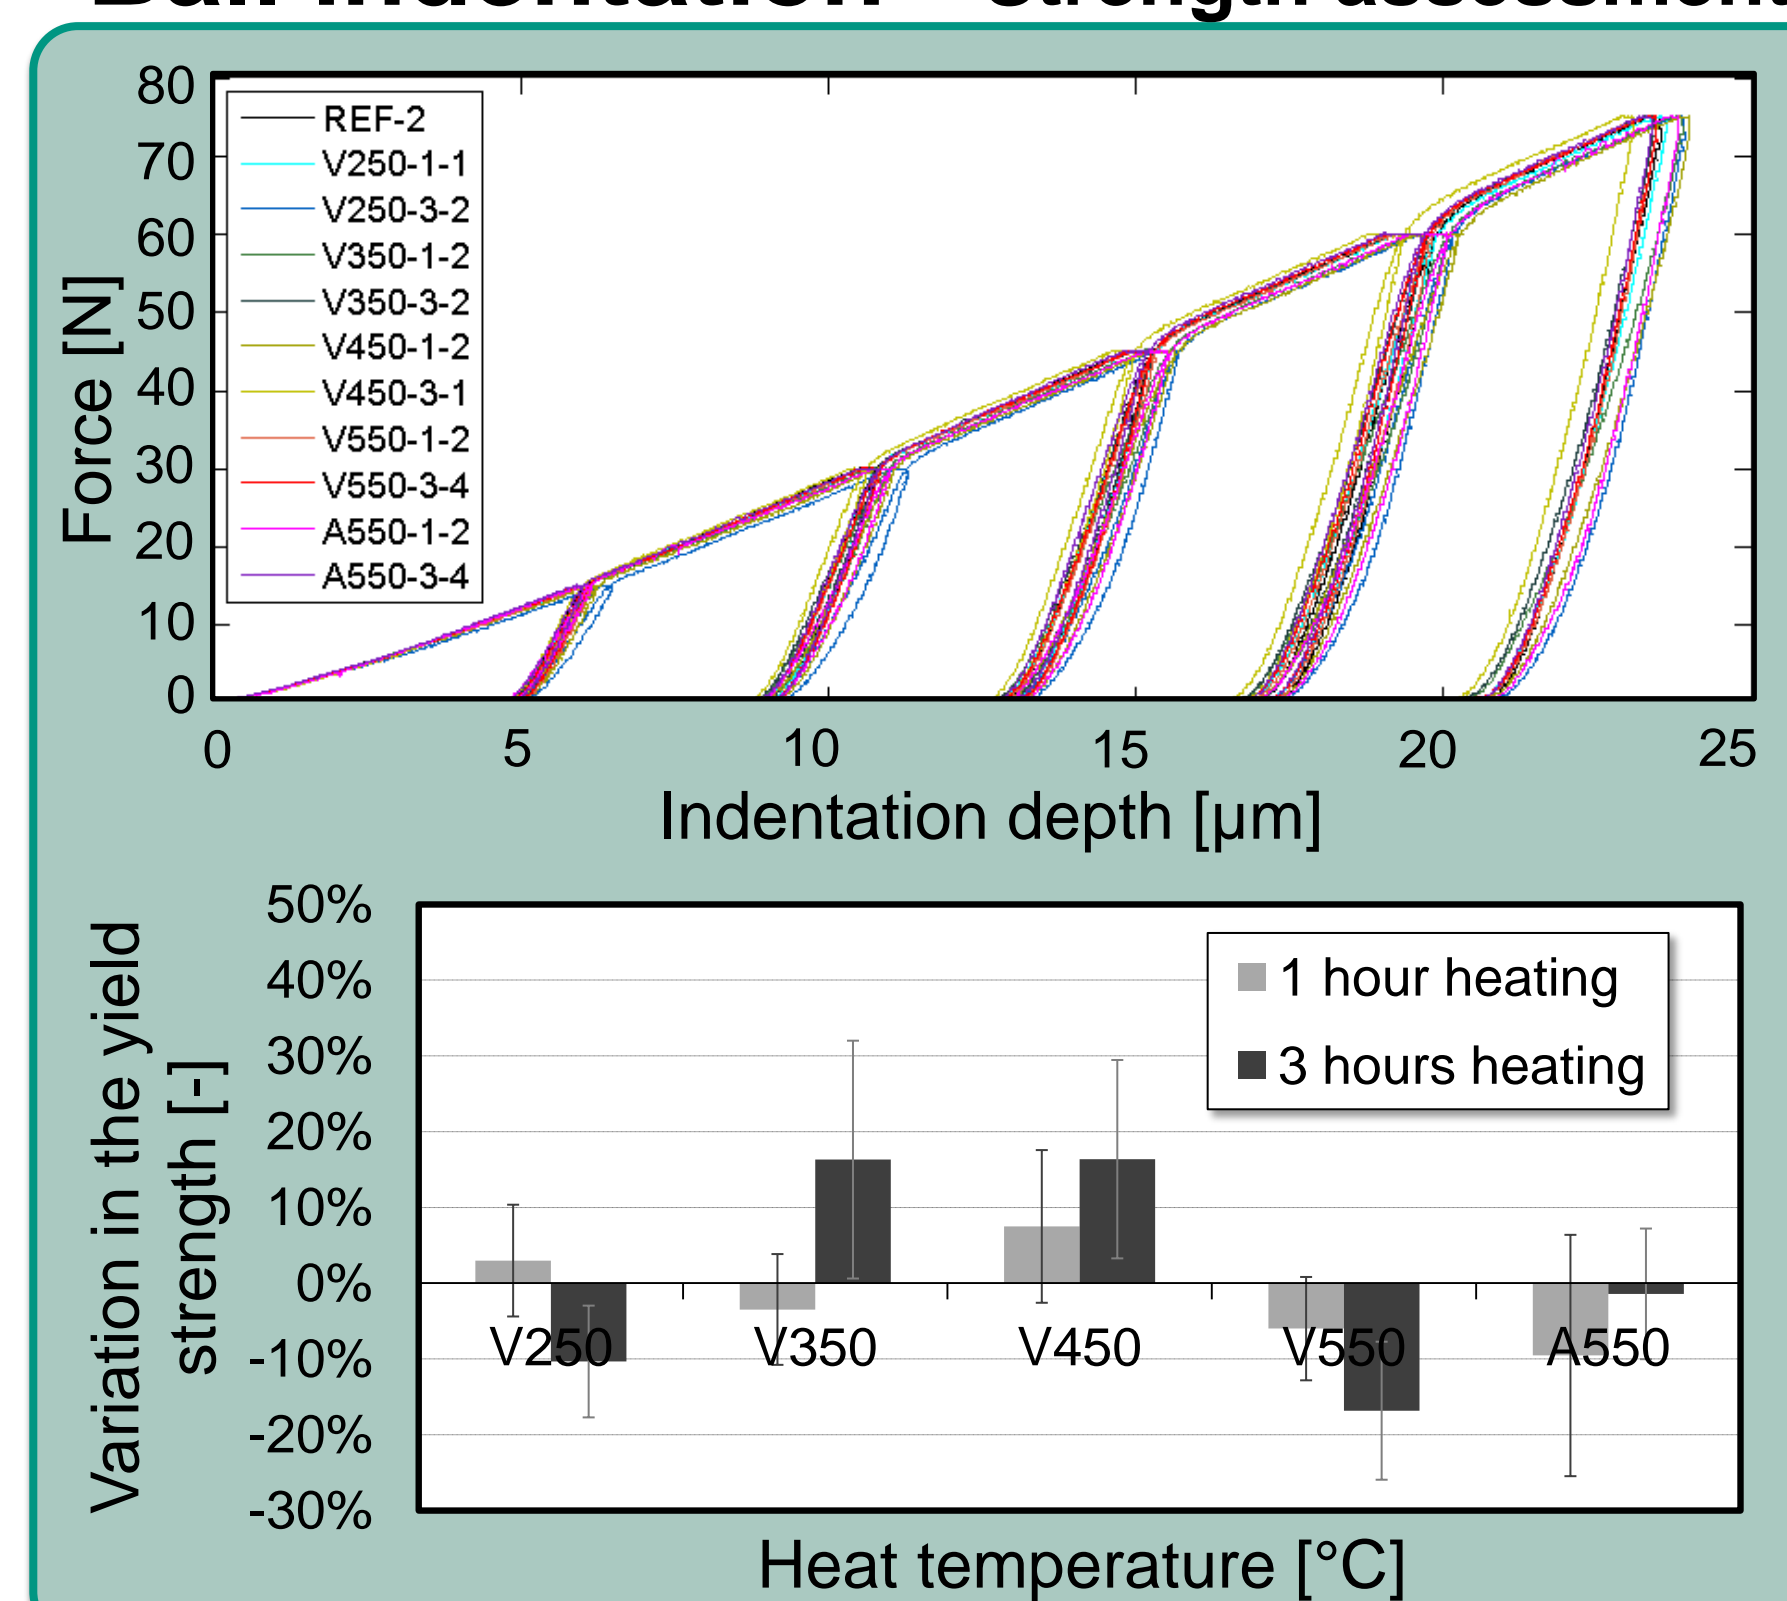 Ball indentation – strength assessment
80
70
60
50
40
30
20
10
0
Force [N]
REF-2
V250-1-1
V250-3-2
V350-1-2
V350-3-2
V450-1-2
V450-3-1
V550-1-2
V550-3-4
A550-1-2
A550-3-4
0 5 10 15 20 25
Indentation depth [µm]
50%
40%
30%
20%
10%
0%
-10%
-20%
-30%
Variation in the yield
strength [-]
1 hour heating
3 hours heating
V250 V350 V450 V550 A550
Heat temperature [°C]